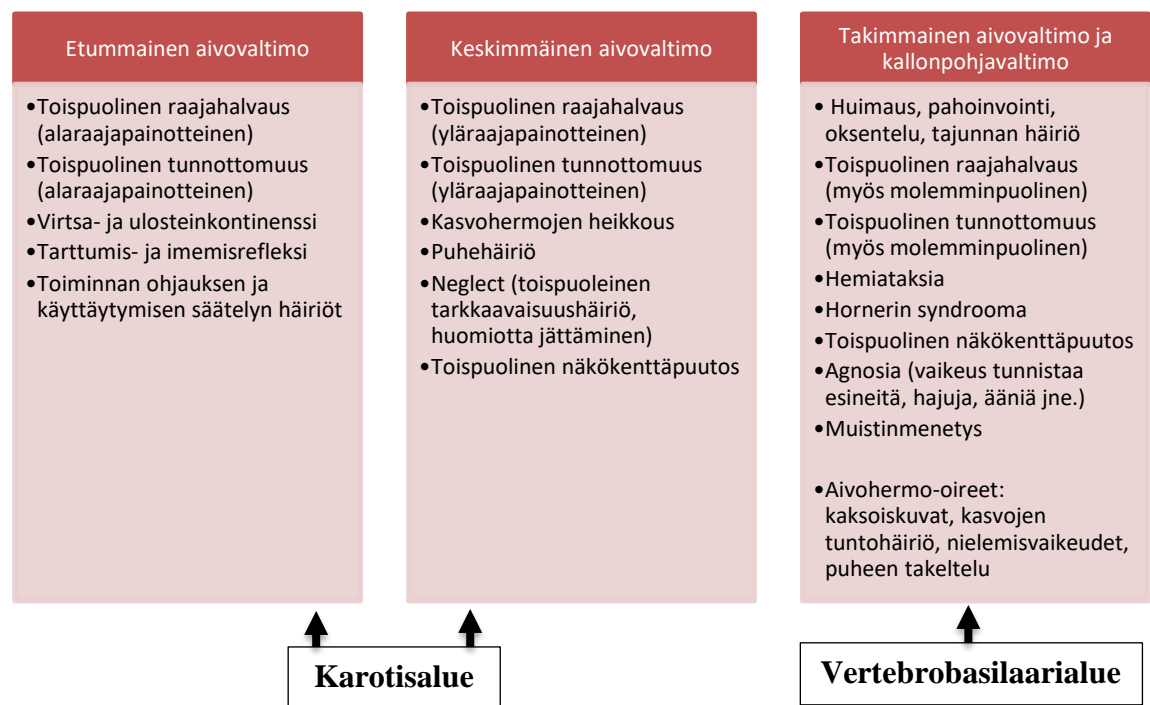 Etummainen aivovaltimo
•Toispuolinen raajahalvaus
(alaraajapainotteinen)
•Toispuolinen tunnottomuus
(alaraajapainotteinen)
•Virtsa- ja ulosteinkontinenssi
•Tarttumis- ja imemisrefleksi
•Toiminnan ohjauksen ja
käyttäytymisen säätelyn häiriöt
Keskimmäinen aivovaltimo
•Toispuolinen raajahalvaus
(yläraajapainotteinen)
•Toispuolinen tunnottomuus
(yläraajapainotteinen)
•Kasvohermojen heikkous
•Puhehäiriö
•Neglect (toispuoleinen
tarkkaavaisuushäiriö,
huomiotta jättäminen)
•Toispuolinen näkökenttäpuutos
Takimmainen aivovaltimo ja
kallonpohjavaltimo
• Huimaus, pahoinvointi,
oksentelu, tajunnan häiriö
•Toispuolinen raajahalvaus
(myös molemminpuolinen)
•Toispuolinen tunnottomuus
(myös molemminpuolinen)
•Hemiataksia
•Hornerin syndrooma
•Toispuolinen näkökenttäpuutos
•Agnosia (vaikeus tunnistaa
esineitä, hajuja, ääniä jne.)
•Muistinmenetys
•Aivohermo-oireet:
kaksoiskuvat, kasvojen
tuntohäiriö, nielemisvaikeudet,
puheen takeltelu
Karotisalue
Vertebrobasilaarialue